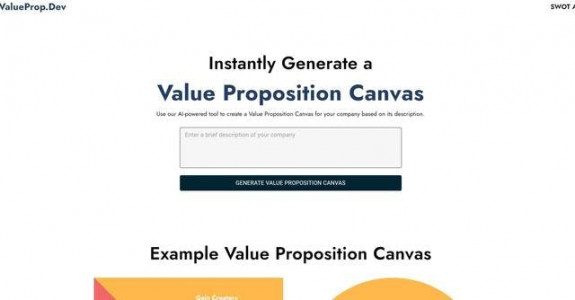 ValueProp.Dev
SWOT A
Instantly Generate a
Value Proposition Canvas
Use our AI-powered tool to create a Value Proposition Canvas for your company based on its description.
Enter a brief description of your company
GENERATE VALUE PROPOSITION CANVAS
Example Value Proposition Canvas
Gain Creators